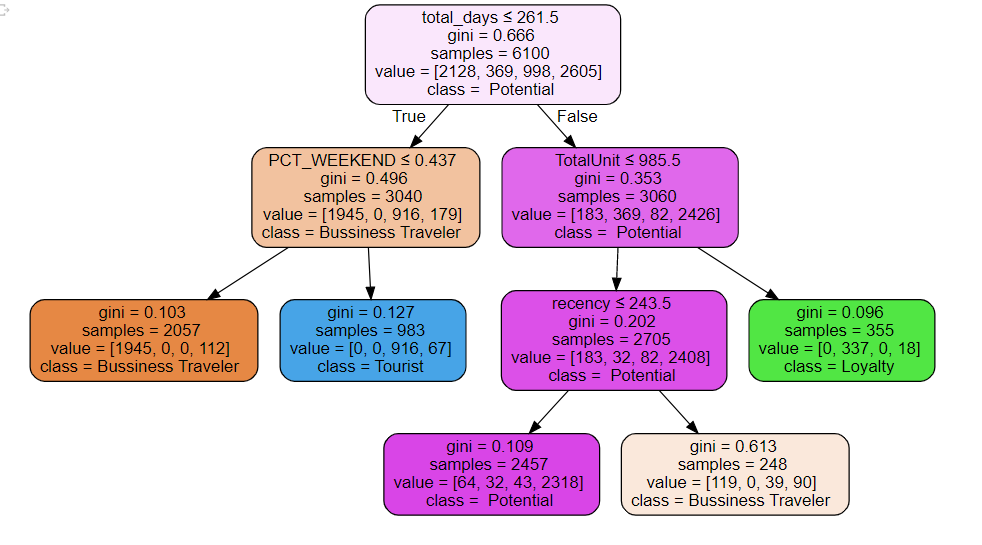 total_days ≤ 261.5
gini = 0.666
samples = 6100
value = [2128, 369, 998, 2605]
class = Potential
True
False
PCT_WEEKEND ≤ 0.437
gini = 0.496
samples = 3040
value = [1945, 0, 916, 179]
class = Bussiness Traveler
TotalUnit ≤ 985.5
gini = 0.353
samples = 3060
value = [183, 369, 82, 2426]
class = Potential
gini = 0.103
samples = 2057
value = [1945, 0, 0, 112]
class = Bussiness Traveler
gini = 0.127
samples = 983
value = [0, 0, 916, 67]
class = Tourist
recency ≤ 243.5
gini = 0.202
samples = 2705
value = [183, 32, 82, 2408]
class = Potential
gini = 0.096
samples = 355
value = [0, 337, 0, 18]
class = Loyalty
gini = 0.109
samples = 2457
value = [64, 32, 43, 2318]
class = Potential
gini = 0.613
samples = 248
value = [119, 0, 39, 90]
class = Bussiness Traveler